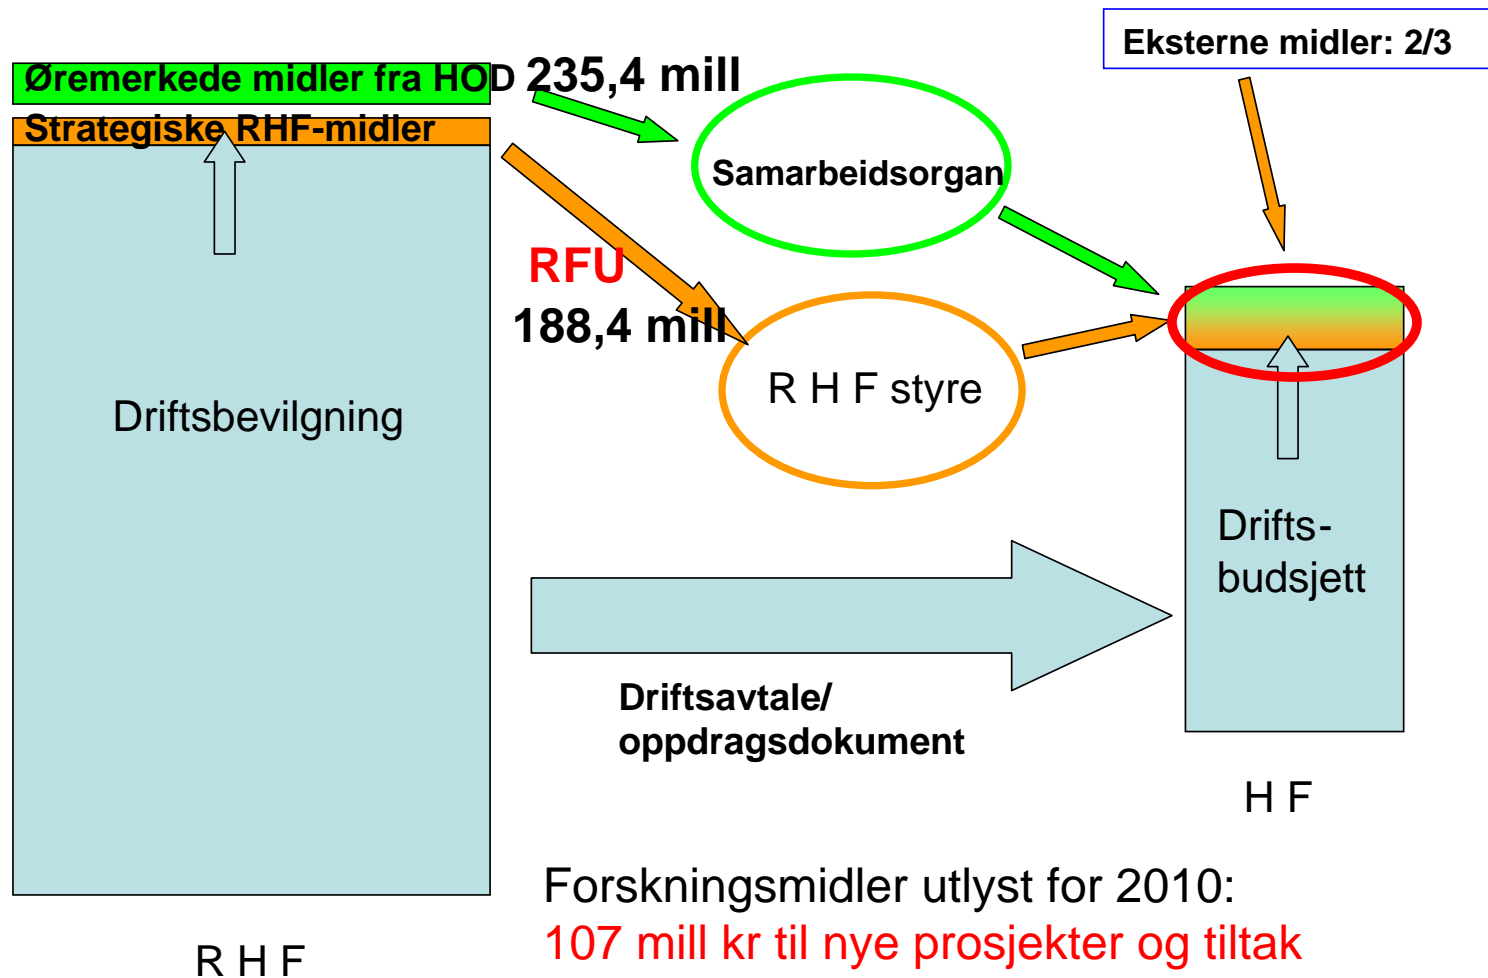 Eksterne midler: 2/3
Øremerkede midler fra HOD 235,4 mill
Strategiske RHF-midler
Samarbeidsorgan
RFU
188,4 mill
R H F styre
Driftsbevilgning
Drifts-
budsjett
Driftsavtale/
oppdragsdokument
H F
Forskningsmidler utlyst for 2010:
107 mill kr til nye prosjekter og tiltak
R H F